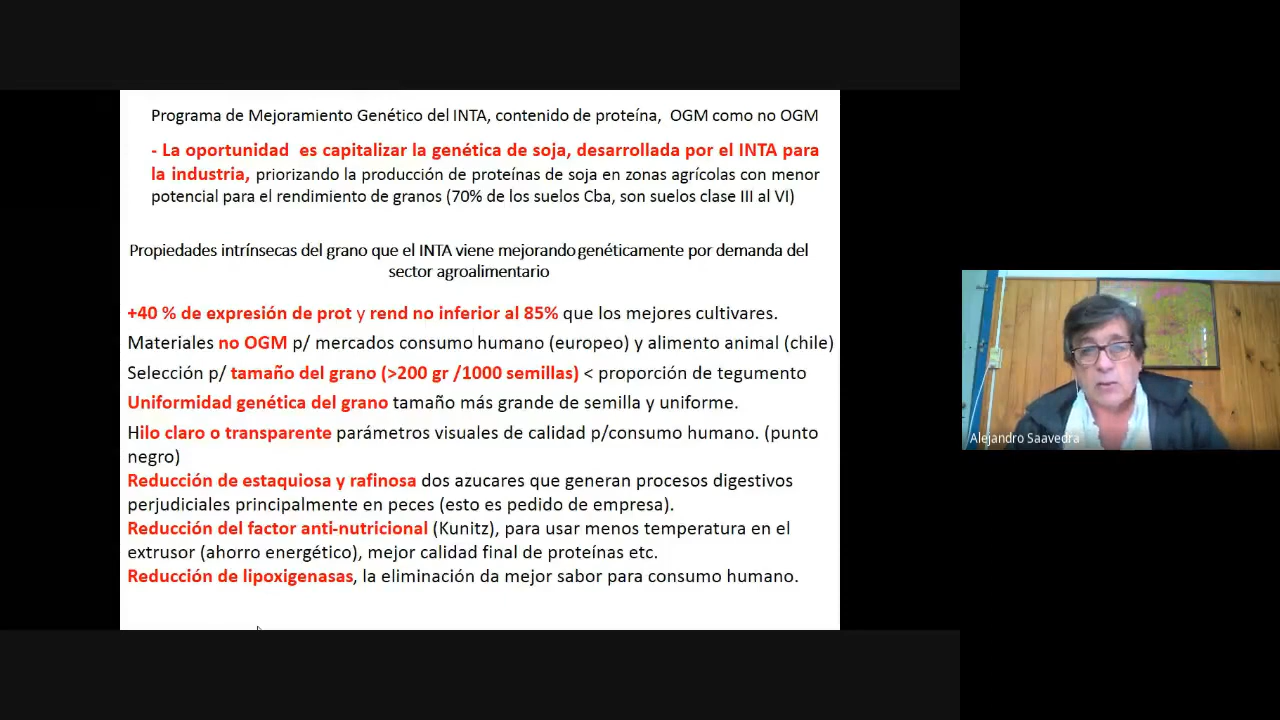 Programa de Mejoramiento Genético del INTA, contenido de proteína, OGM como no OGM
- La oportunidad es capitalizar la genética de soja, desarrollada por el INTA para
la industria, priorizando la producción de proteínas de soja en zonas agrícolas con menor
potencial para el rendimiento de granos (70% de los suelos Cba, son suelos clase III al VI)
Propiedades intrínsecas del grano que el INTA viene mejorando genéticamente por demanda del
sector agroalimentario
+40 % de expresión de prot y rend no inferior al 85% que los mejores cultivares.
Materiales no OGM p/ mercados consumo humano (europeo) y alimento animal (chile)
Selección p/ tamaño del grano (>200 gr /1000 semillas) < proporción de tegumento
Uniformidad genética del grano tamaño más grande de semilla y uniforme.
Hilo claro o transparente parámetros visuales de calidad p/consumo humano. (punto
negro)
Reducción de estaquiosa y rafinosa dos azucares que generan procesos digestivos
perjudiciales principalmente en peces (esto es pedido de empresa).
Reducción del factor anti-nutricional (Kunitz), para usar menos temperatura en el
extrusor (ahorro energético), mejor calidad final de proteínas etc.
Reducción de lipoxigenasas, la eliminación da mejor sabor para consumo humano.
Alejandro Saavedra